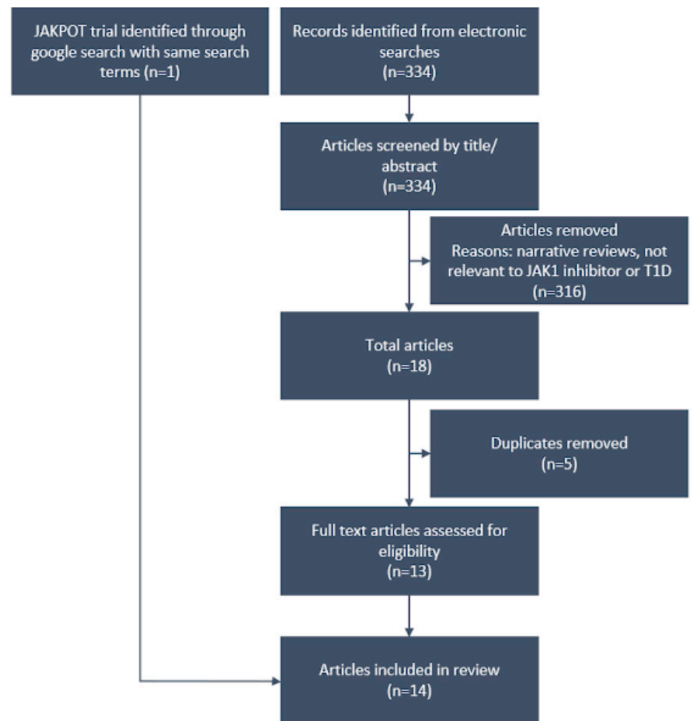 JAKPOT trial identified through
google search with same search
terms (n=1)
Records identified from electronic
searches
(n=334)
Articles screened by title/
abstract
(n=334)
Articles removed
Reasons: narrative reviews, not
relevant to JAK1 inhibitor or T1D
(n=316)
Total articles
(n=18)
Duplicates removed
(n=5)
Full text articles assessed for
eligibility
(n=13)
Articles included in review
(n=14)